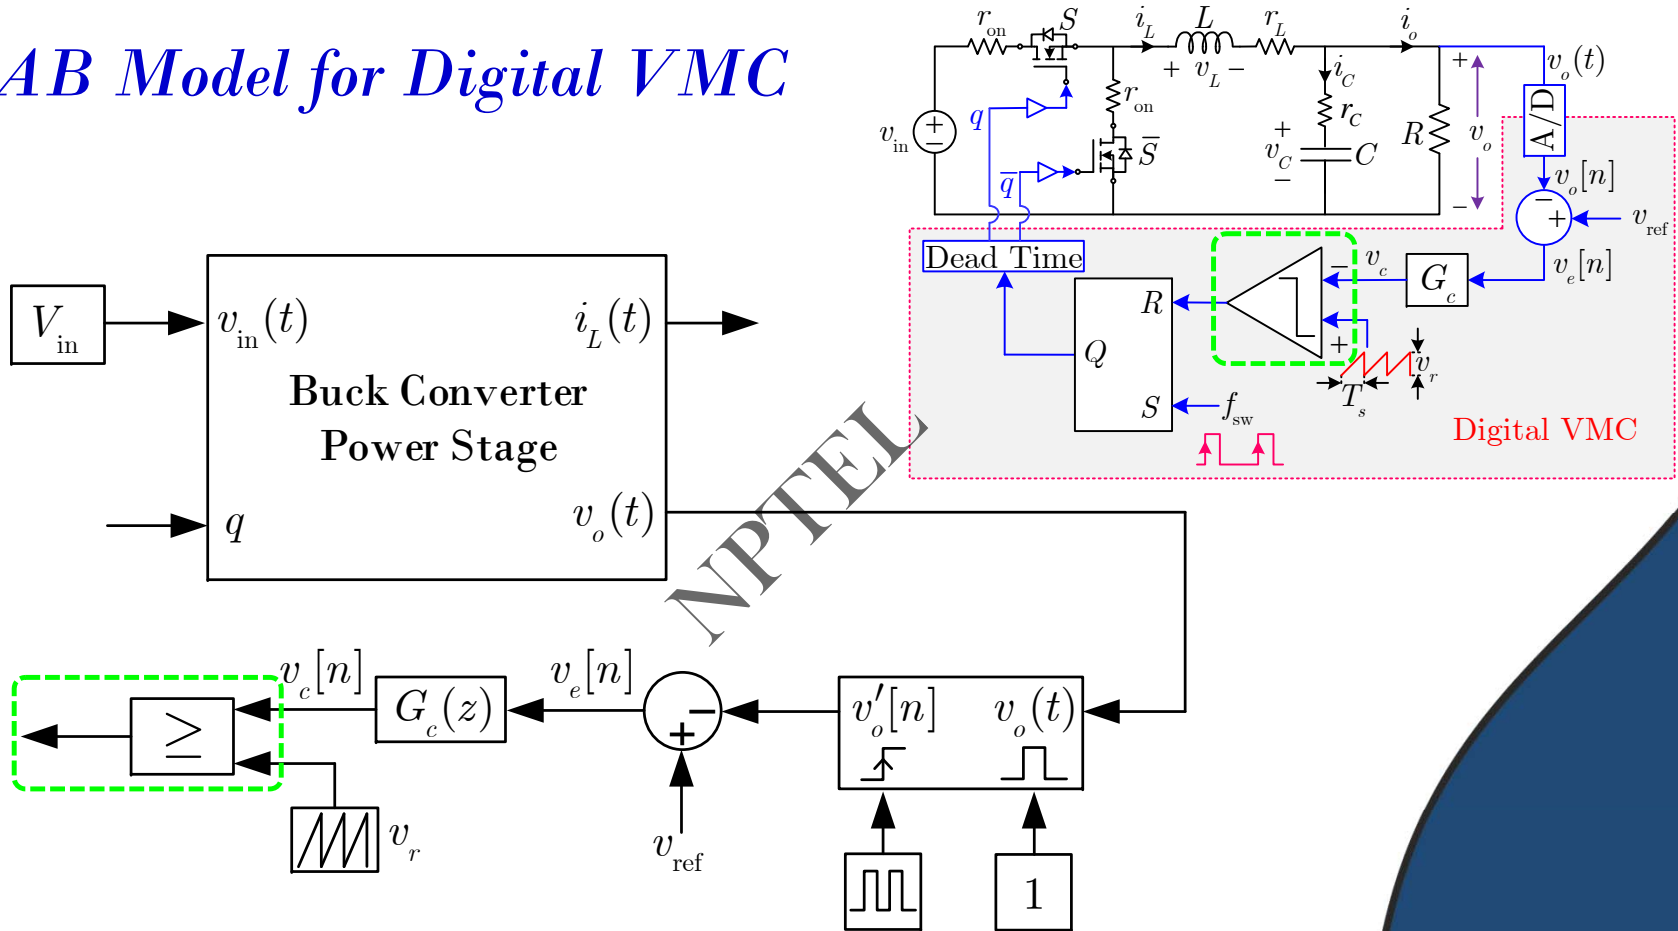 AB Model for Digital VMC
r_on
S
i_L
L
r_L
i_o
+ v_L −
v_o(t)
+
i_C
A/D
q
r_on
r_C
v_in
+
−
S̅
+
v_C
−
C
R
v_o
−
q̅
v_o[n]
−
+
v_ref
Dead Time
−
v_c
G_c
v_e[n]
R
+
Q
v_r
T_s
S
f_sw
Digital VMC
V_in
v_in(t)
i_L(t)
Buck Converter
Power Stage
q
v_o(t)
NPTEL
v_c[n]
v_e[n]
≥
G_c(z)
−
+
v_o′[n]
v_o(t)
v_r
v_ref
1